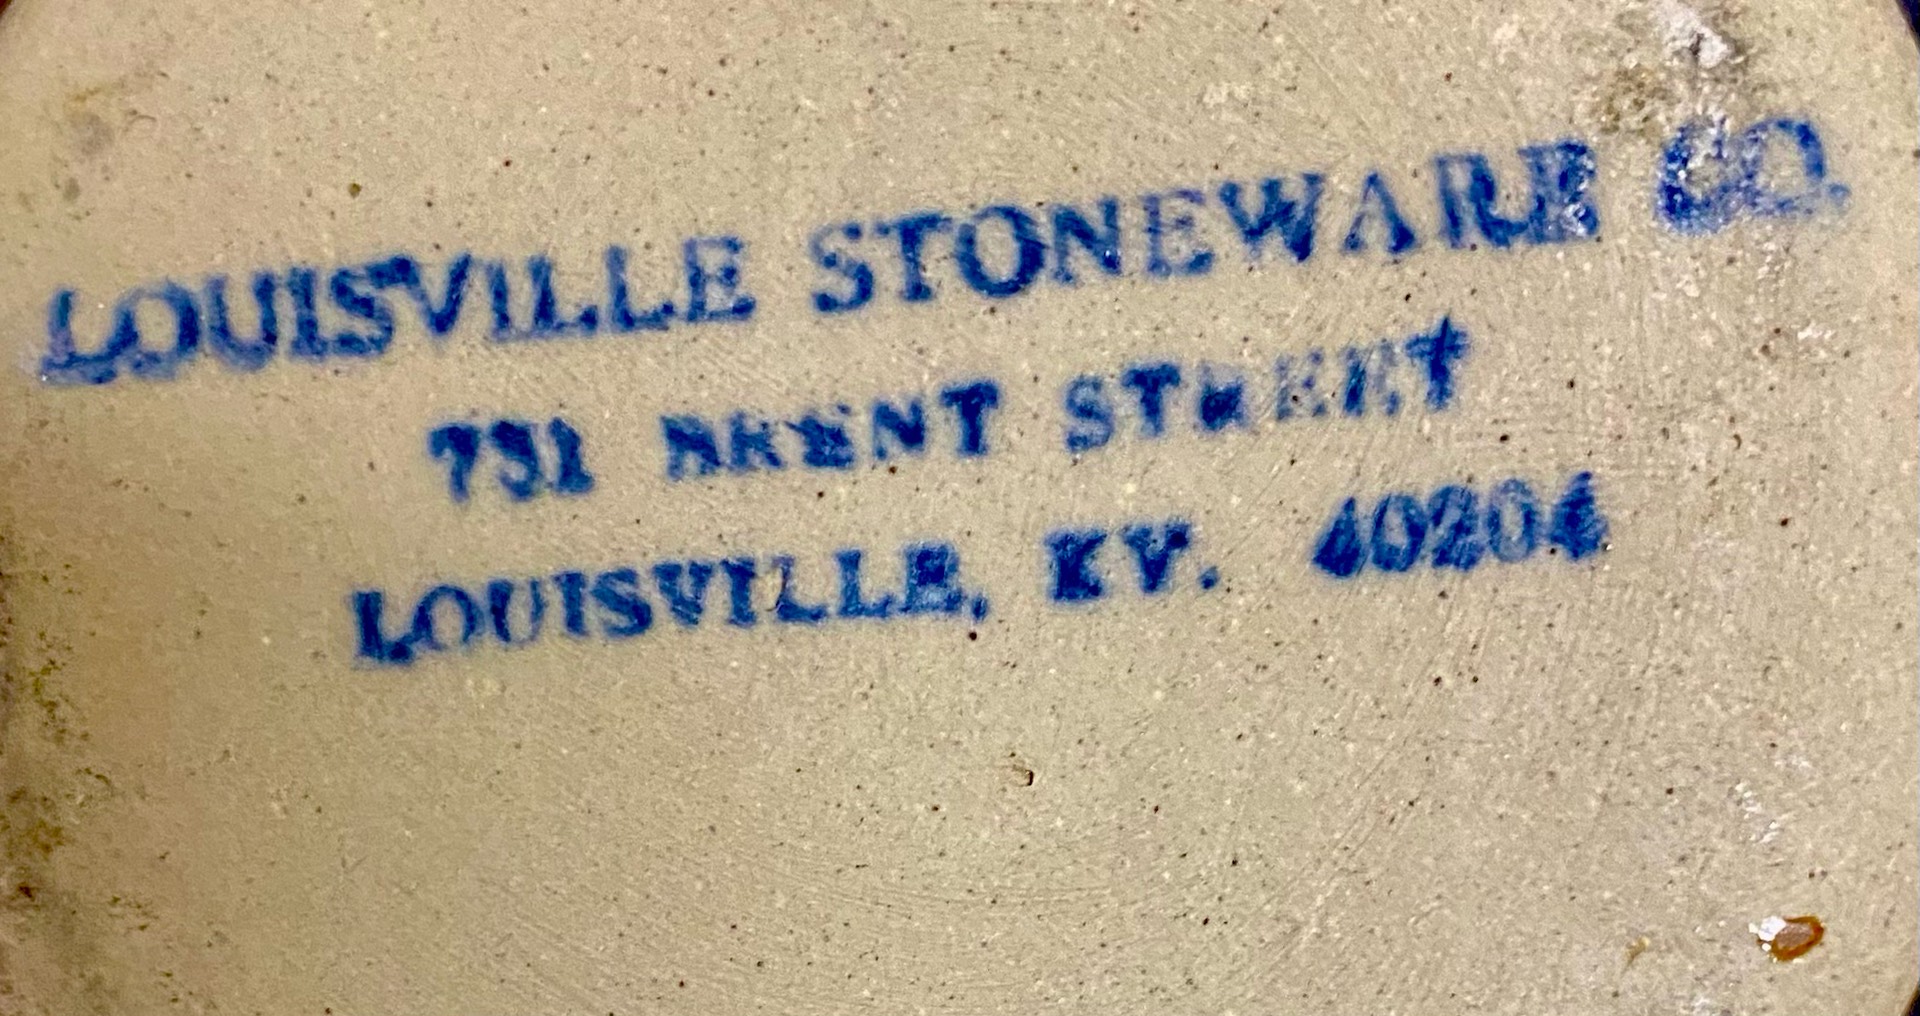 LOUISVILLE STONEWARE CO.
731 BRENT STREET
LOUISVILLE, KY. 40204